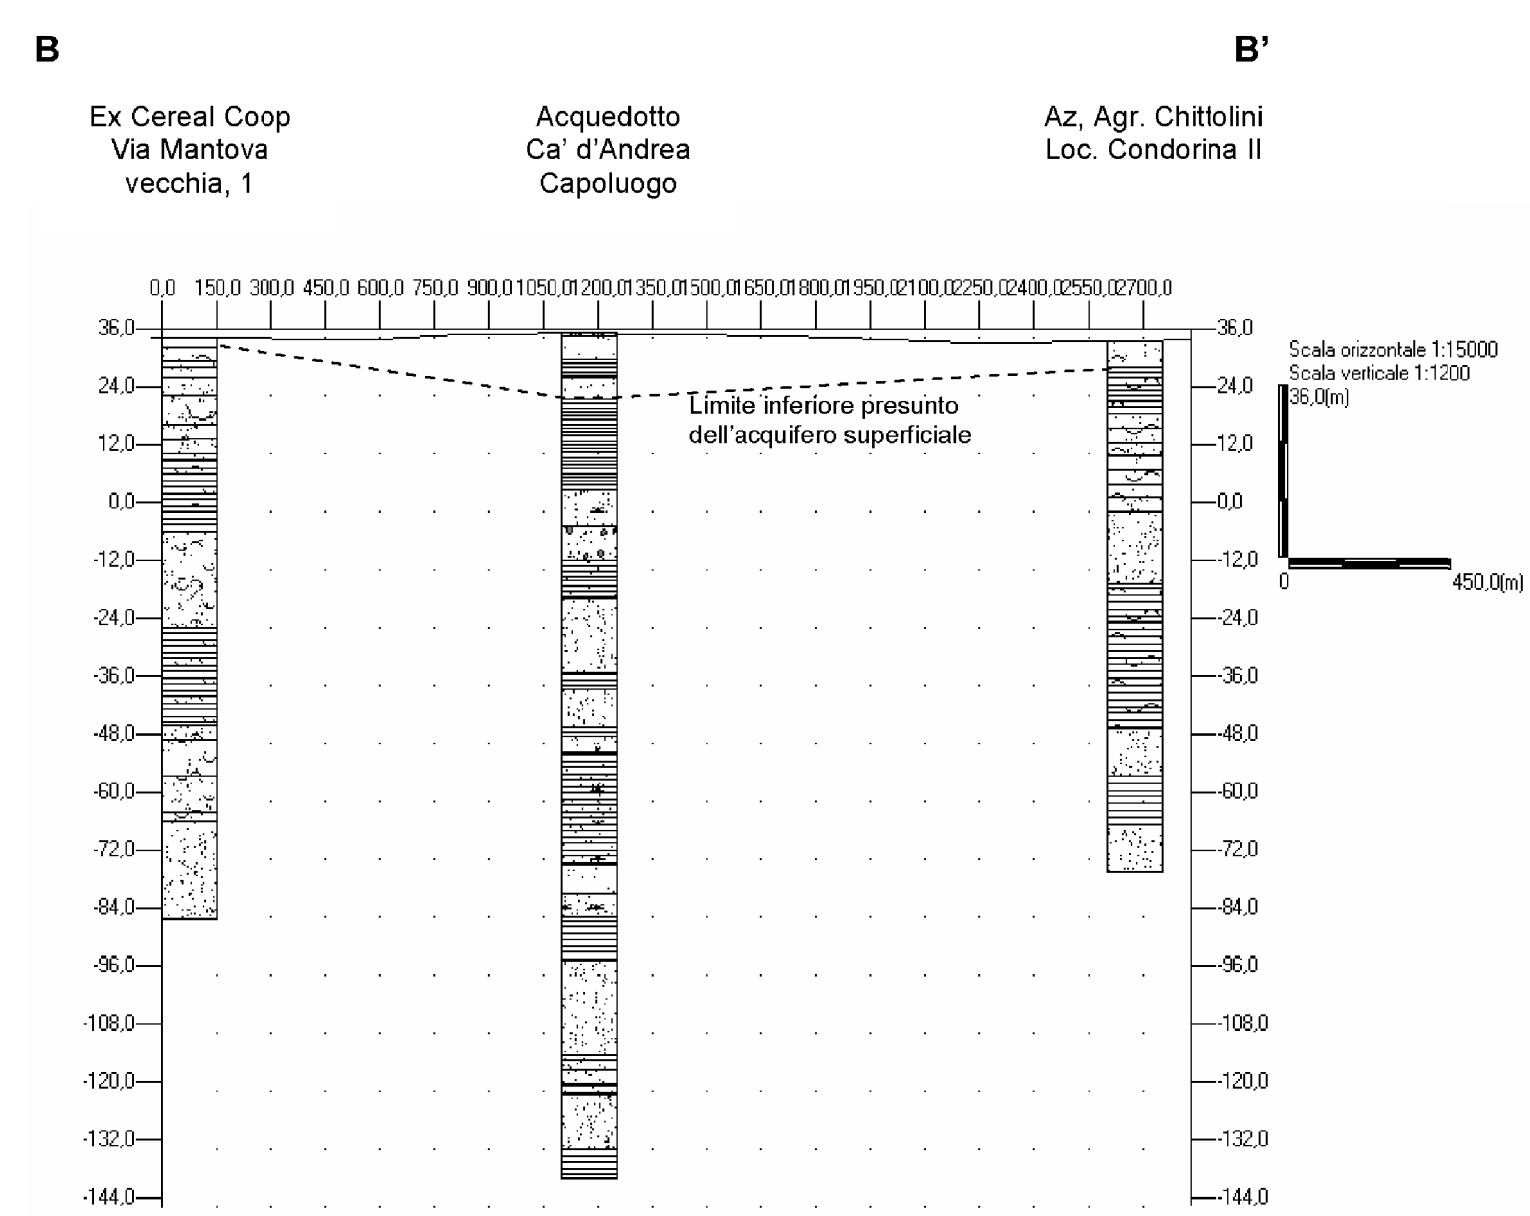 B
B'
Ex Cereal Coop
Via Mantova
vecchia, 1
Acquedotto
Ca' d'Andrea
Capoluogo
Az, Agr. Chittolini
Loc. Condorina II
0,0 150,0 300,0 450,0 600,0 750,0 900,0 1050,0 1200,0 1350,0 1500,0 1650,0 1800,0 1950,0 2100,0 2250,0 2400,0 2550,0 2700,0
36,0 36,0
24,0 24,0
12,0 12,0
0,0 0,0
-12,0 -12,0
-24,0 -24,0
-36,0 -36,0
-48,0 -48,0
-60,0 -60,0
-72,0 -72,0
-84,0 -84,0
-96,0 -96,0
-108,0 -108,0
-120,0 -120,0
-132,0 -132,0
-144,0 -144,0
Limite inferiore presunto
dell'acquifero superficiale
Scala orizzontale 1:15000
Scala verticale 1:1200
36,0(m)
0 450,0(m)